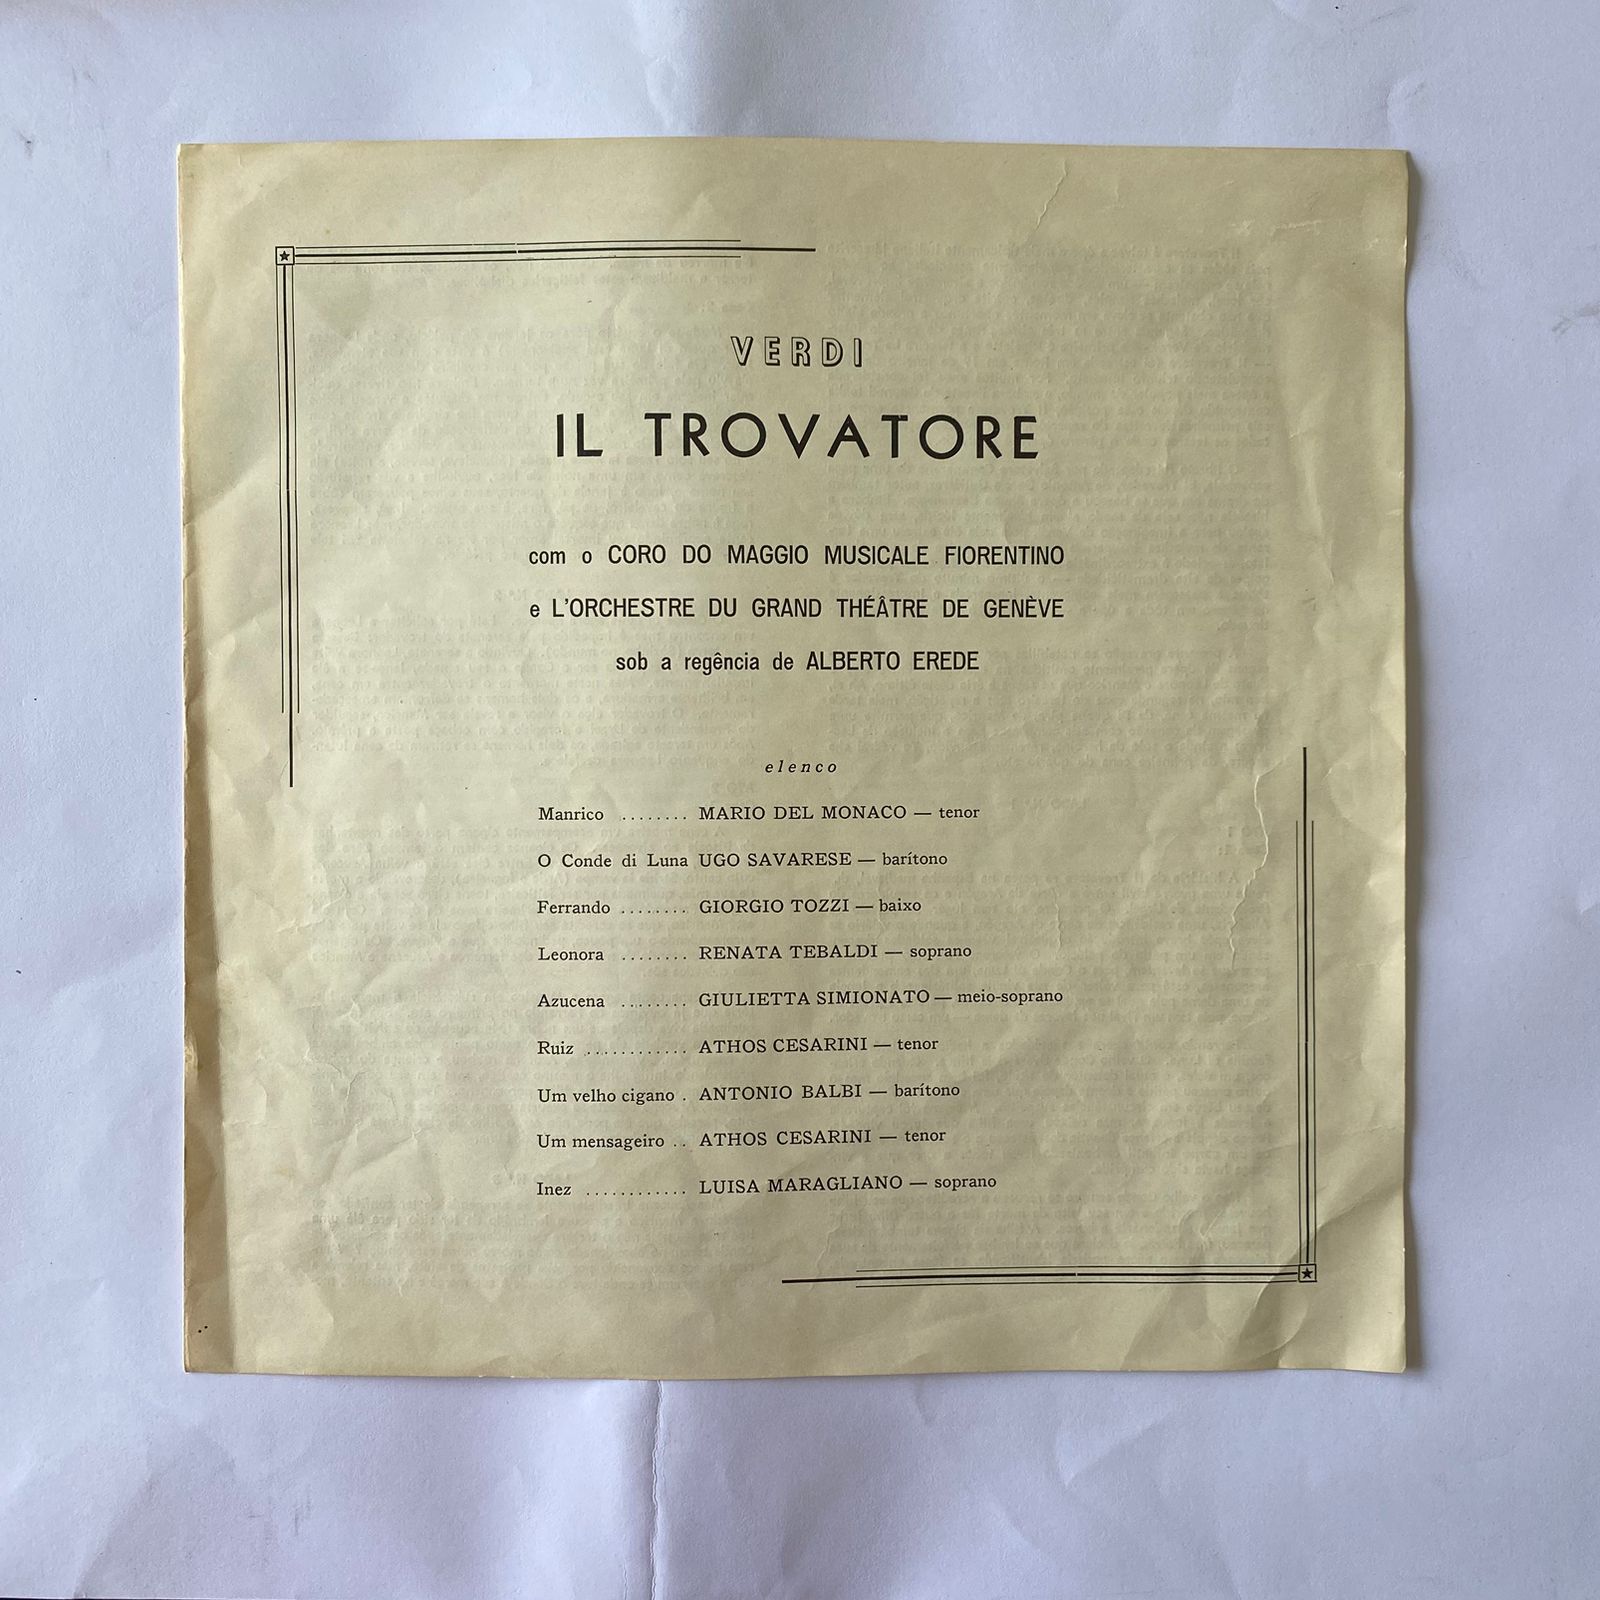 VERDI
IL TROVATORE
com o CORO DO MAGGIO MUSICALE FIORENTINO
e L'ORCHESTRE DU GRAND THÉÂTRE DE GENÈVE
sob a regência de ALBERTO EREDE
elenco
Manrico ........ MARIO DEL MONACO — tenor
O Conde di Luna UGO SAVARESE — barítono
Ferrando ........ GIORGIO TOZZI — baixo
Leonora ........ RENATA TEBALDI — soprano
Azucena ........ GIULIETTA SIMIONATO — meio-soprano
Ruiz ............ ATHOS CESARINI — tenor
Um velho cigano . ANTONIO BALBI — barítono
Um mensageiro .. ATHOS CESARINI — tenor
Inez ............ LUISA MARAGLIANO — soprano